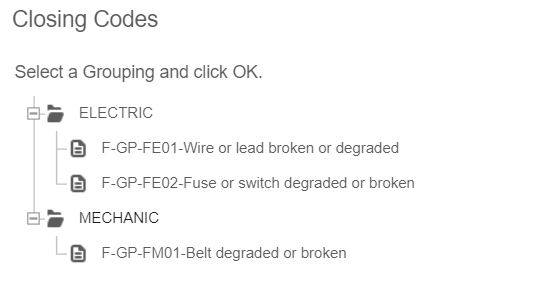 Closing Codes
Select a Grouping and click OK.
ELECTRIC
F-GP-FE01-Wire or lead broken or degraded
F-GP-FE02-Fuse or switch degraded or broken
MECHANIC
F-GP-FM01-Belt degraded or broken